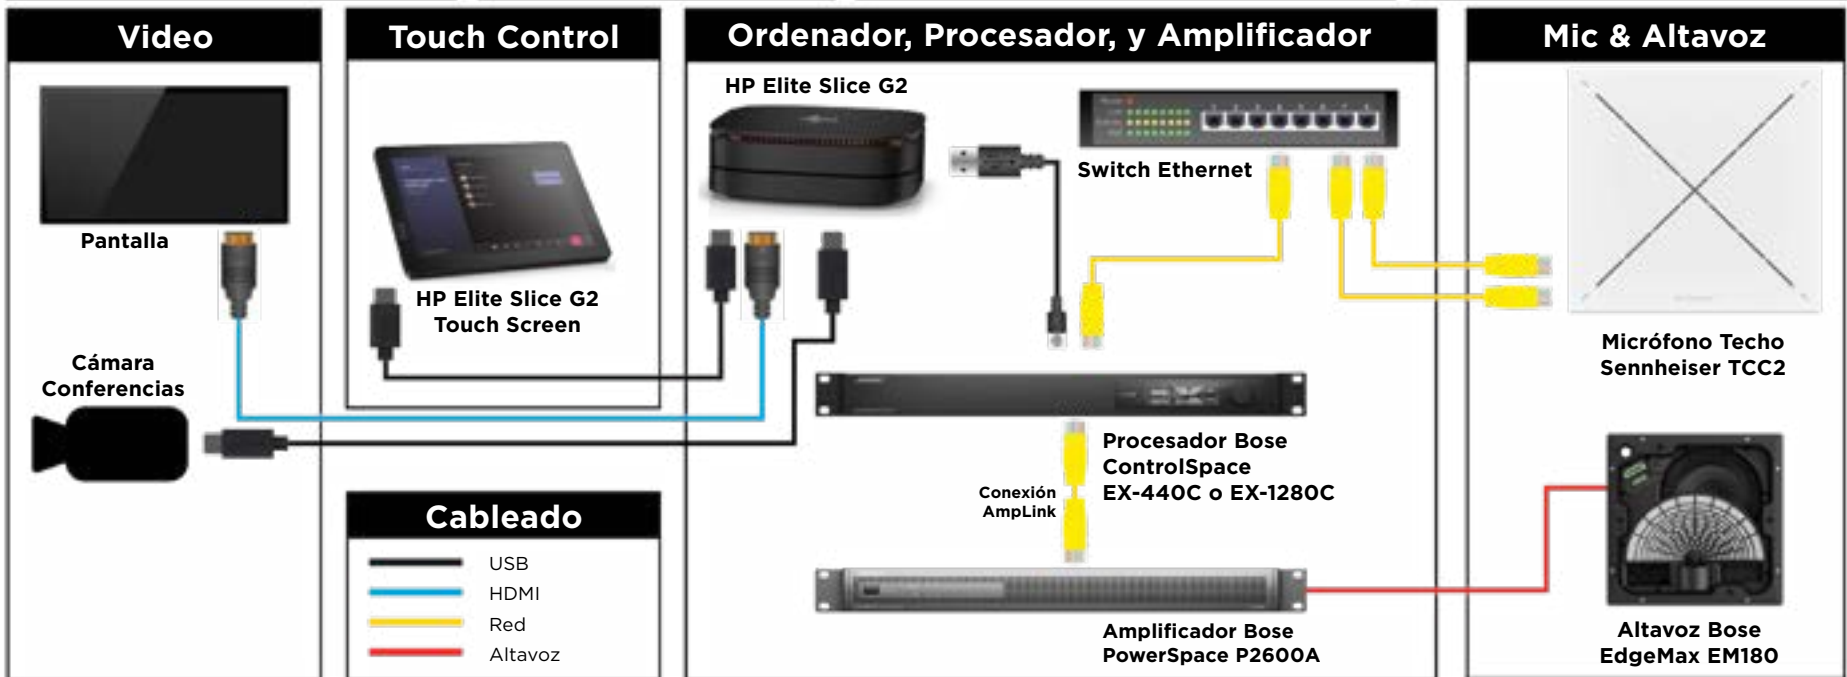 Video
Pantalla
Cámara
Conferencias
Touch Control
HP Elite Slice G2
Touch Screen
Cableado
USB
HDMI
Red
Altavoz
Ordenador, Procesador, y Amplificador
HP Elite Slice G2
Switch Ethernet
Procesador Bose
ControlSpace
EX-440C o EX-1280C
Conexión
AmpLink
Amplificador Bose
PowerSpace P2600A
Mic & Altavoz
Micrófono Techo
Sennheiser TCC2
Altavoz Bose
EdgeMax EM180